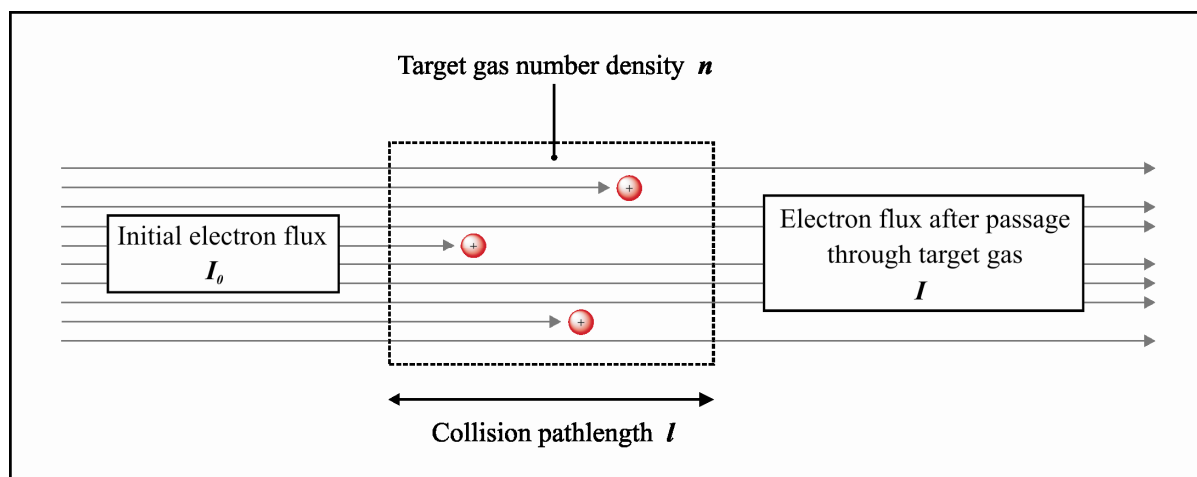 Target gas number density n
+
Initial electron flux
I₀
+
Electron flux after passage
through target gas
I
+
Collision pathlength l